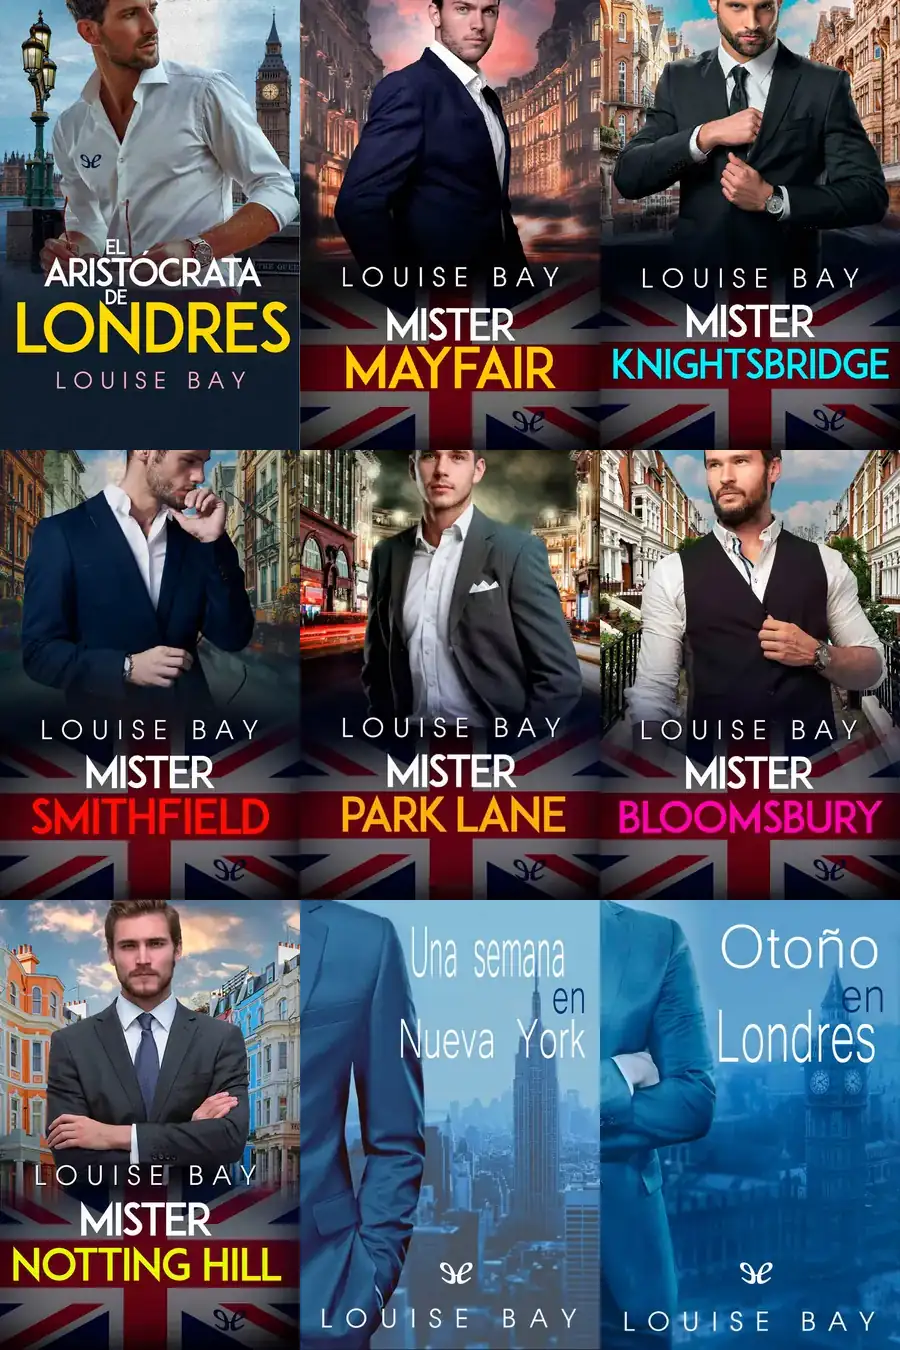 EL
ARISTÓCRATA
DE
LONDRES
LOUISE BAY
LOUISE BAY
MISTER
MAYFAIR
LOUISE BAY
MISTER
KNIGHTSBRIDGE
LOUISE BAY
MISTER
SMITHFIELD
LOUISE BAY
MISTER
PARK LANE
LOUISE BAY
MISTER
BLOOMSBURY
LOUISE BAY
MISTER
NOTTING HILL
Una semana
en
Nueva York
LOUISE BAY
Otoño
en
Londres
LOUISE BAY